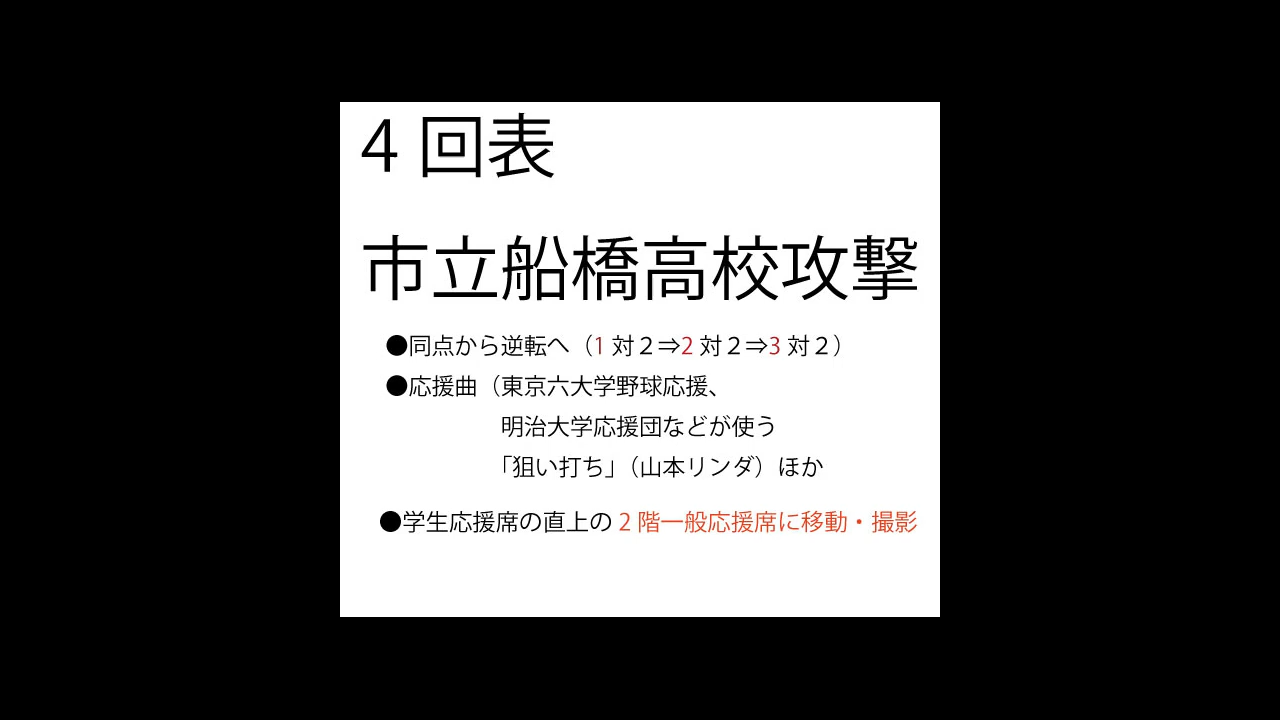 4 回表
市立船橋高校攻撃
●同点から逆転へ（1 対２⇒2 対２⇒3 対２）
●応援曲（東京六大学野球応援、
明治大学応援団などが使う
「狙い打ち」（山本リンダ）ほか
●学生応援席の直上の 2 階一般応援席に移動・撮影